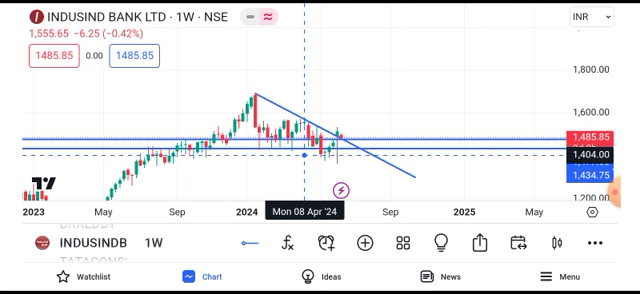 INDUSIND BANK LTD · 1W · NSE
INR
1,555.65 −6.25 (−0.42%)
1485.85 0.00 1485.85
1,800.00
1,600.00
1,485.85
1,404.00
1,434.75
1,200.00
2023 May Sep 2024 Mon 08 Apr '24 Sep 2025 May
INDUSINDB 1W
Watchlist Chart Ideas News Menu